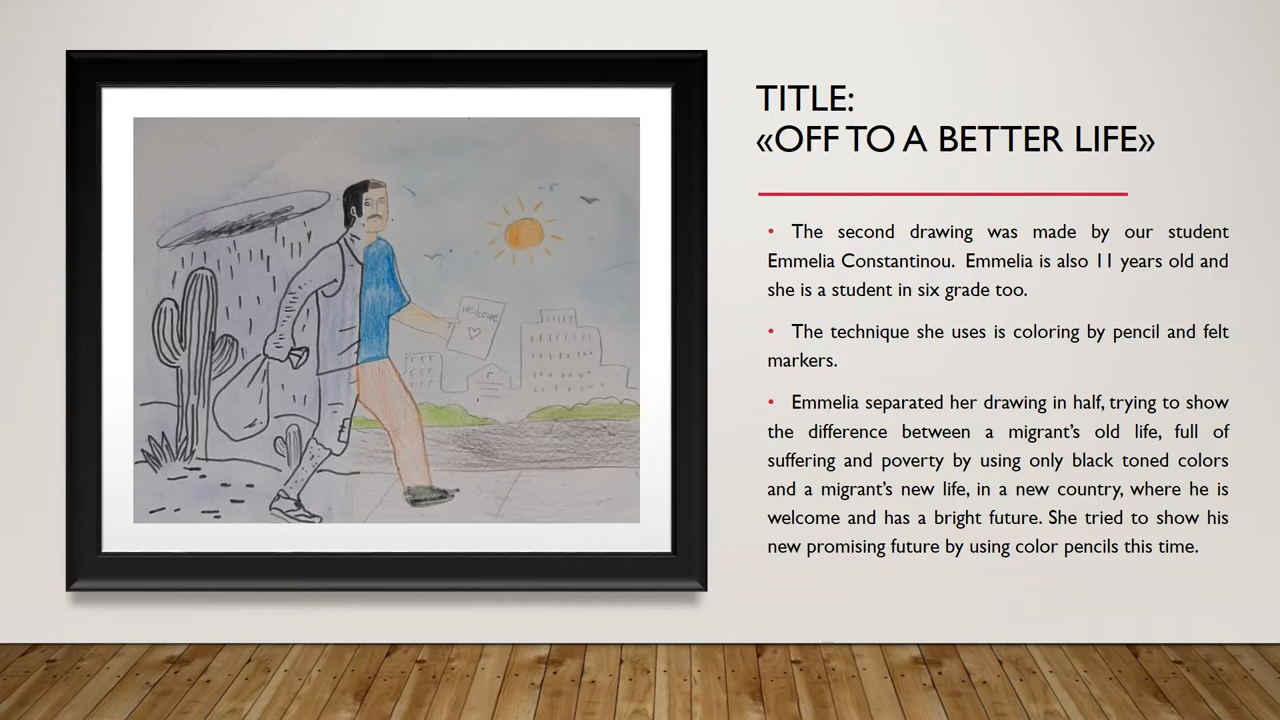 welcome
TITLE:
«OFF TO A BETTER LIFE»
• The second drawing was made by our student
Emmelia Constantinou. Emmelia is also 11 years old and
she is a student in six grade too.
• The technique she uses is coloring by pencil and felt
markers.
• Emmelia separated her drawing in half, trying to show
the difference between a migrant’s old life, full of
suffering and poverty by using only black toned colors
and a migrant’s new life, in a new country, where he is
welcome and has a bright future. She tried to show his
new promising future by using color pencils this time.